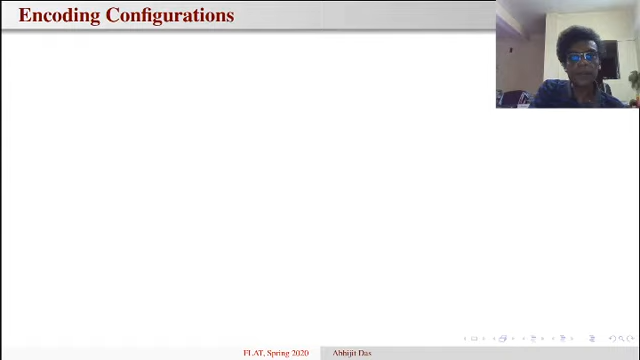 Encoding Configurations
FLAT, Spring 2020
Abhijit Das